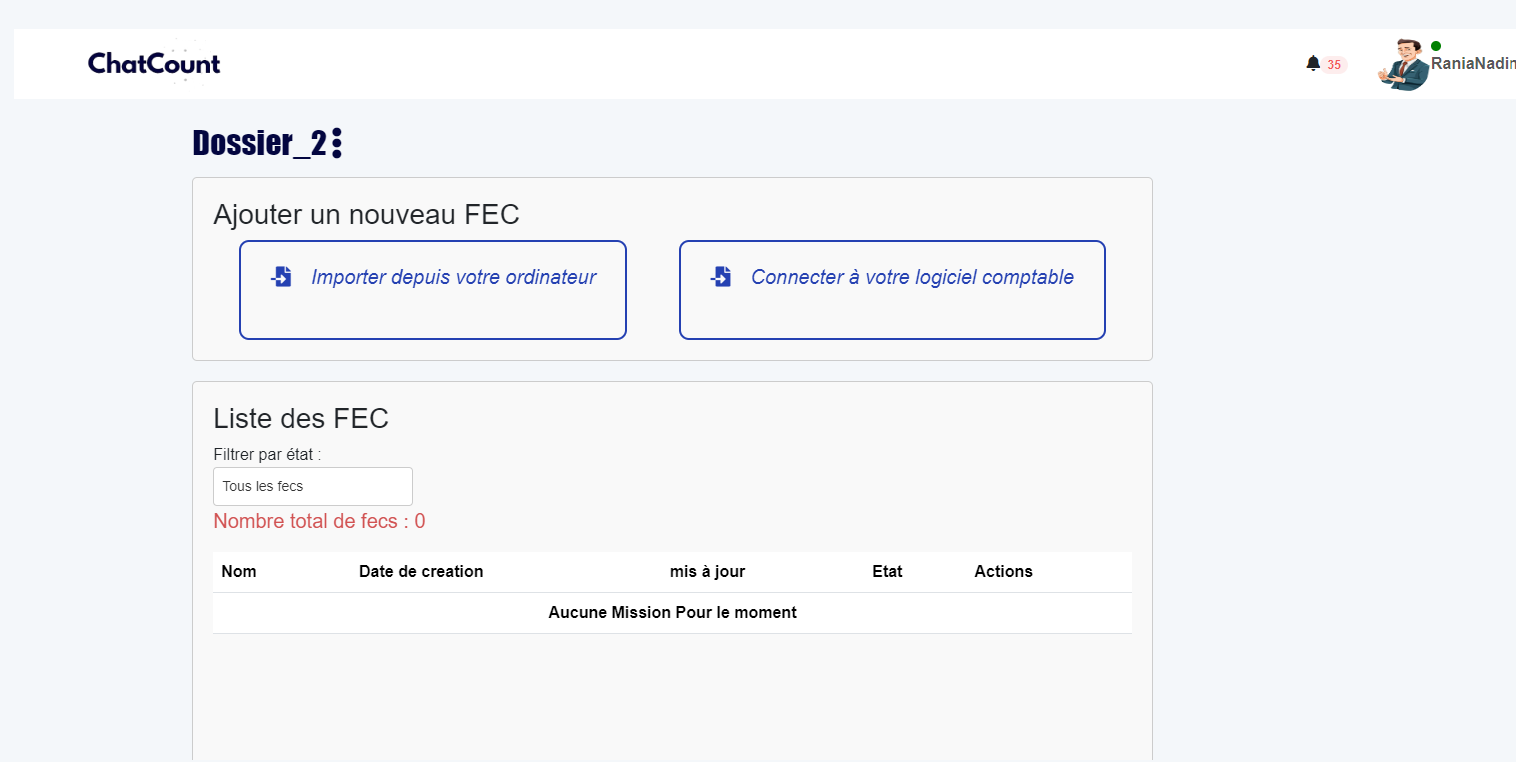 ChatCount
35
RaniaNadin
Dossier_2
Ajouter un nouveau FEC
Importer depuis votre ordinateur
Connecter à votre logiciel comptable
Liste des FEC
Filtrer par état :
Tous les fecs
Nombre total de fecs : 0
Nom Date de creation mis à jour Etat Actions
Aucune Mission Pour le moment